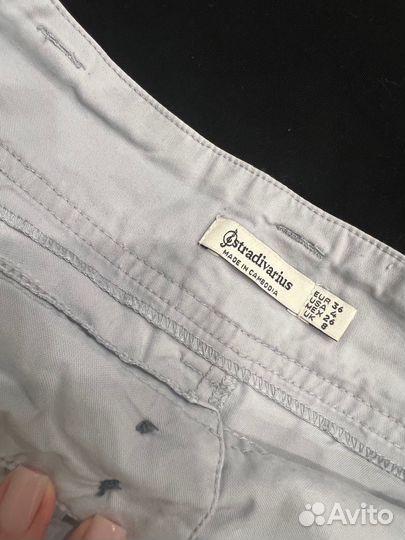 stradivarius
MADE IN CAMBODIA
EUR 36
USA 4
MEX 26
UK 8
Avito